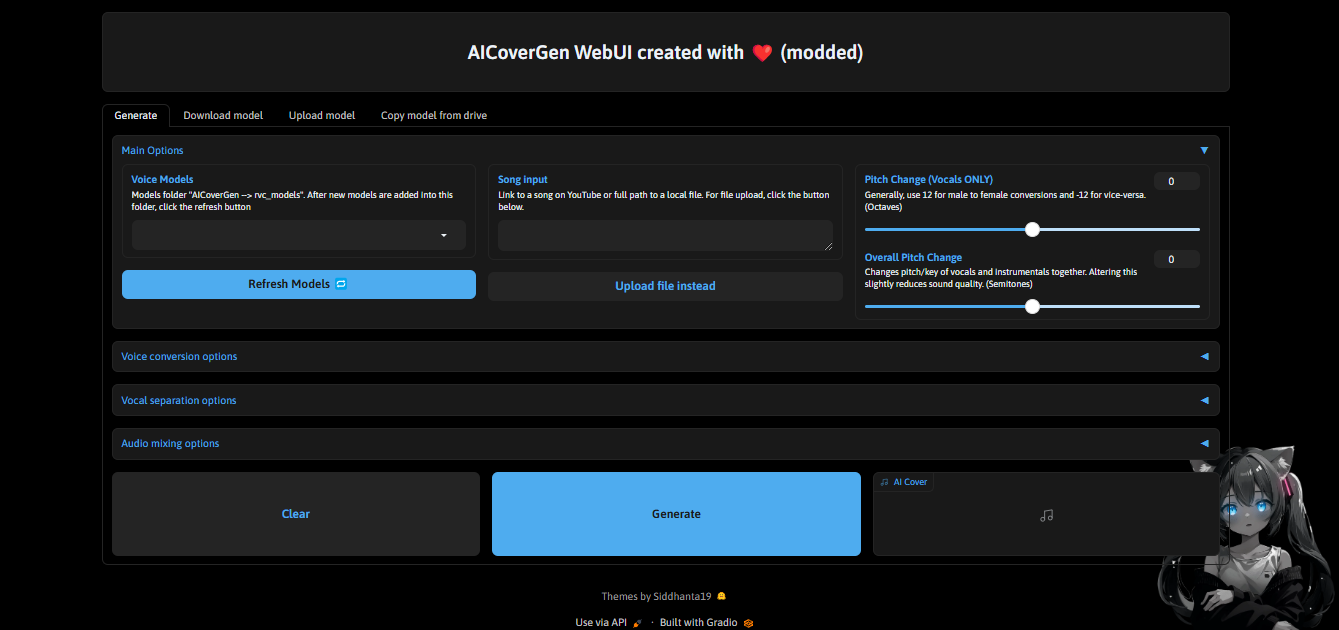 AICoverGen WebUI created with ❤️ (modded)
Generate
Download model
Upload model
Copy model from drive
Main Options
Voice Models
Models folder "AICoverGen --> rvc_models". After new models are added into this
folder, click the refresh button
Refresh Models 🔁
Song input
Link to a song on YouTube or full path to a local file. For file upload, click the button
below.
Upload file instead
Pitch Change (Vocals ONLY)
0
Generally, use 12 for male to female conversions and -12 for vice-versa.
(Octaves)
Overall Pitch Change
0
Changes pitch/key of vocals and instrumentals together. Altering this
slightly reduces sound quality. (Semitones)
Voice conversion options
Vocal separation options
Audio mixing options
Clear
Generate
AI Cover
Themes by Siddhanta19 🤗
Use via API 🚀 · Built with Gradio